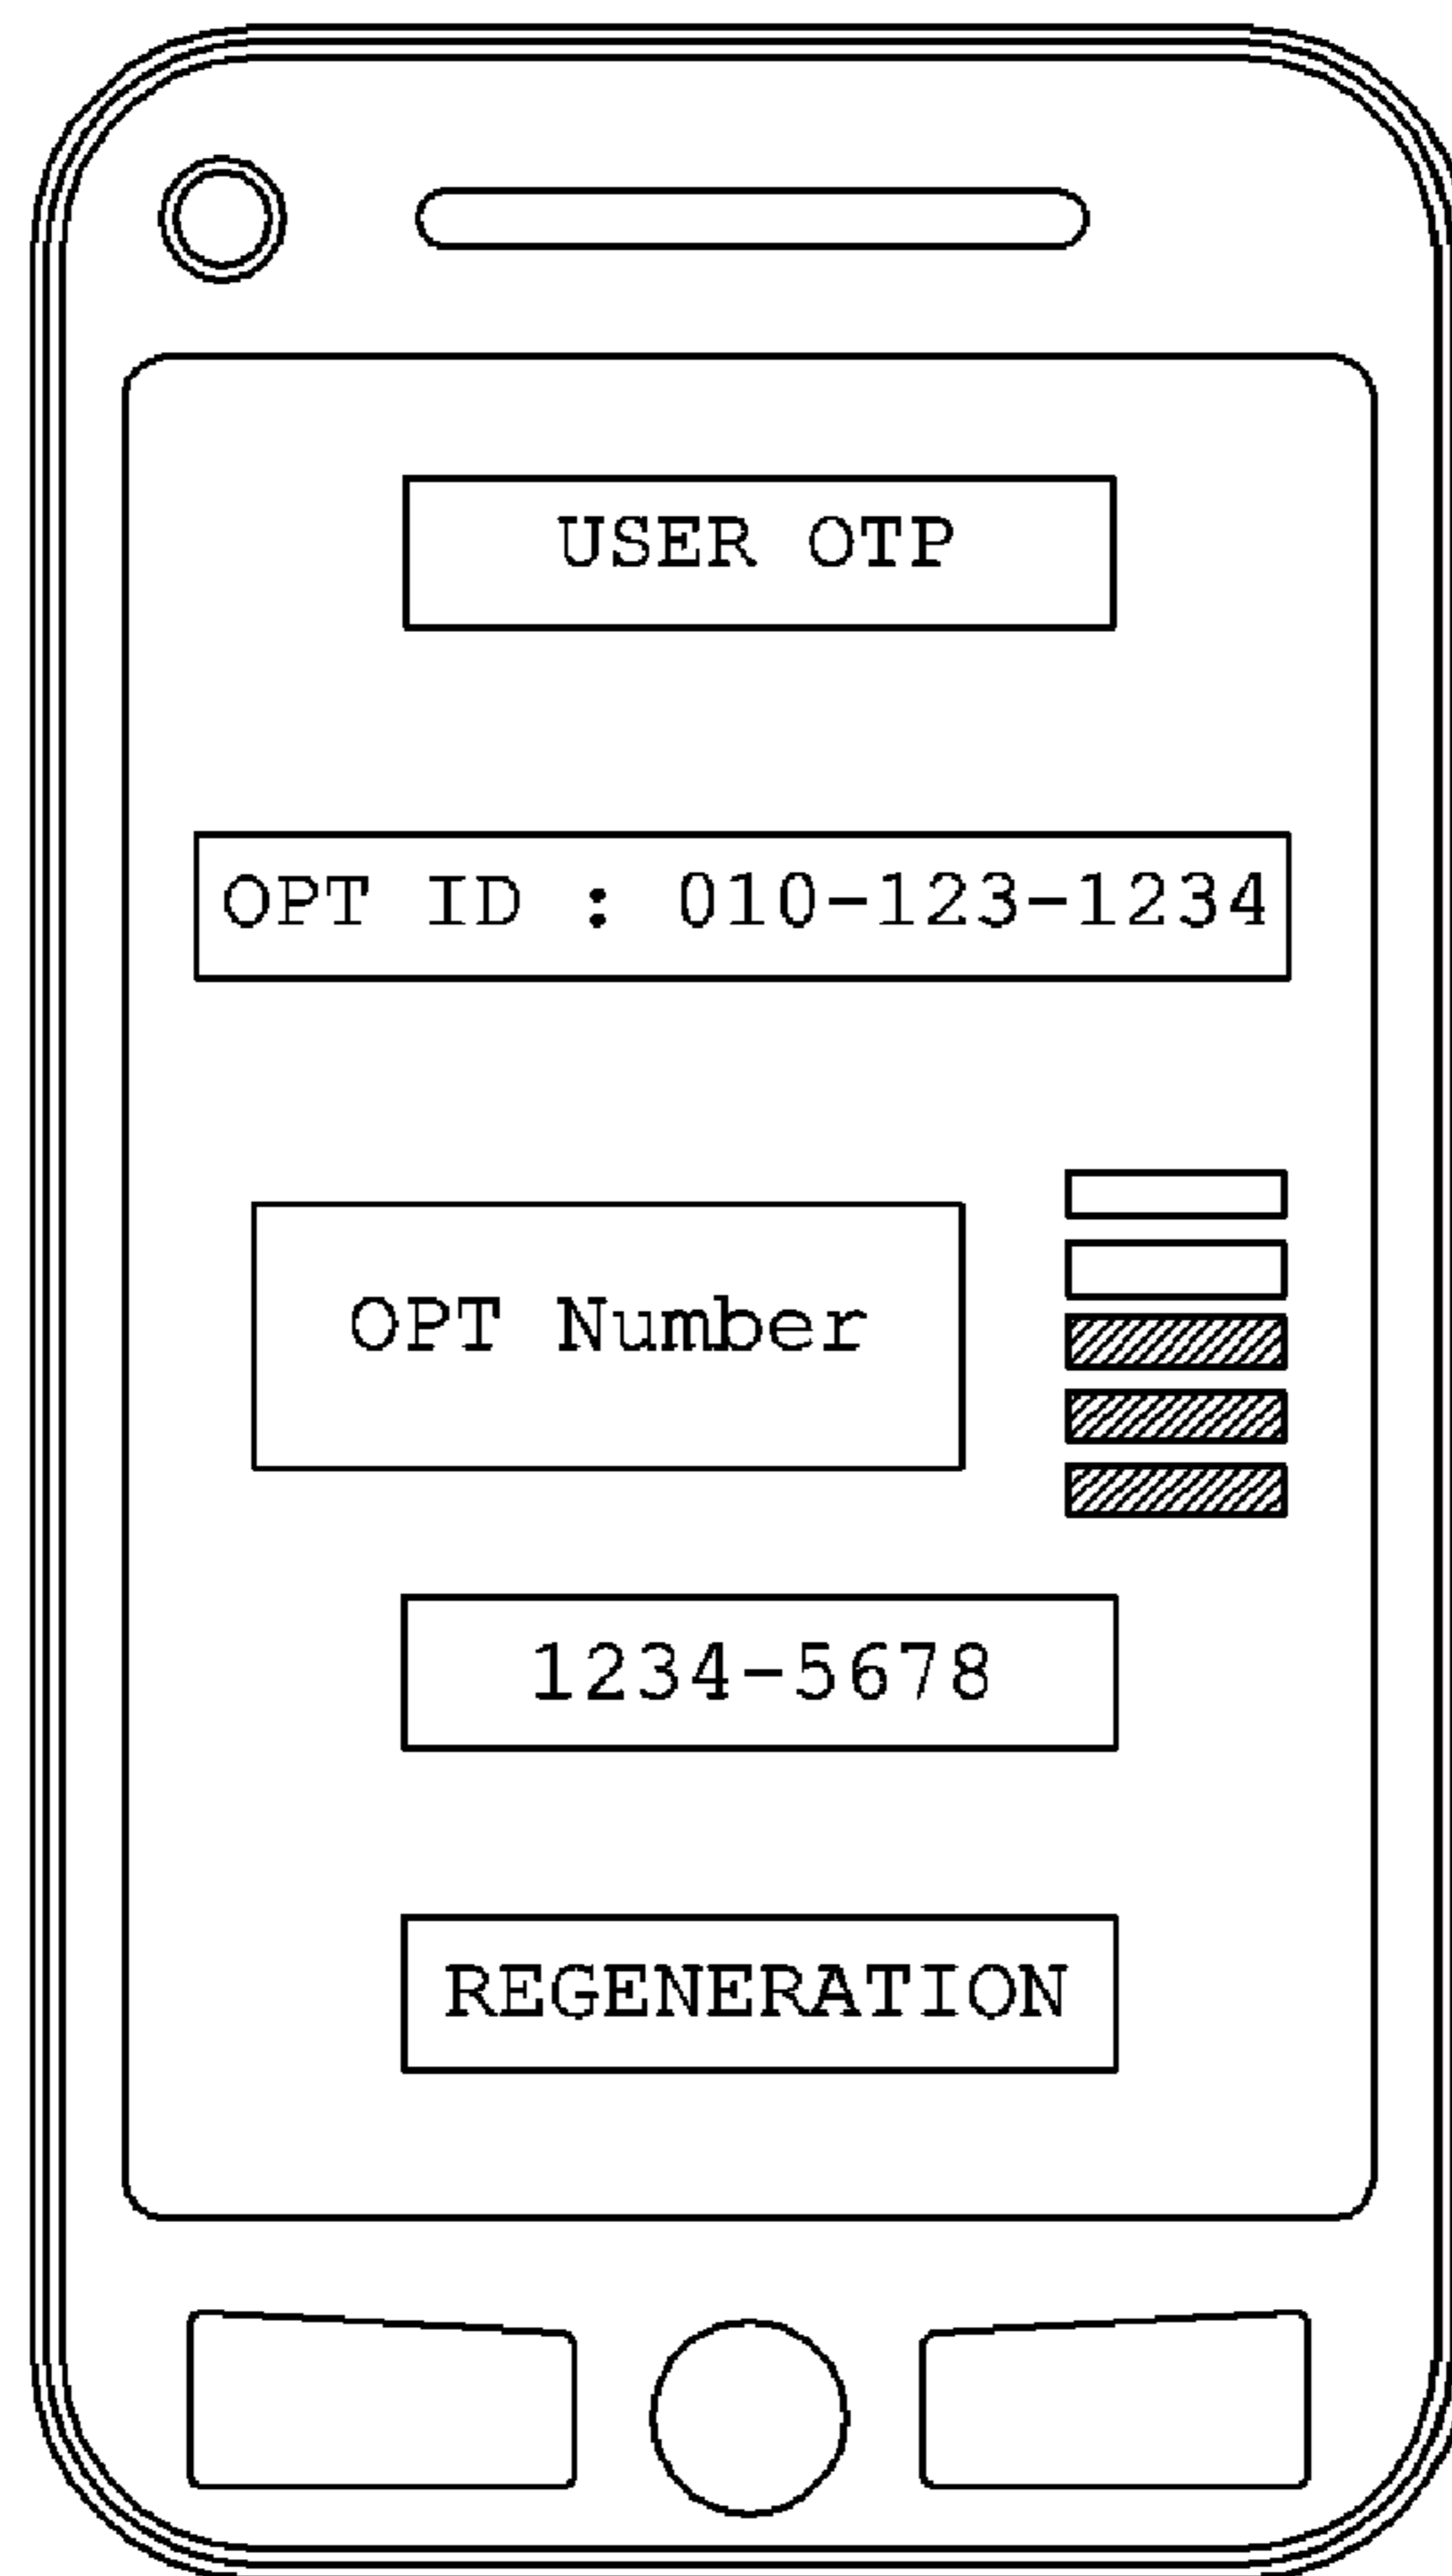 USER OTP
OPT ID : 010-123-1234
OPT Number
1234-5678
REGENERATION